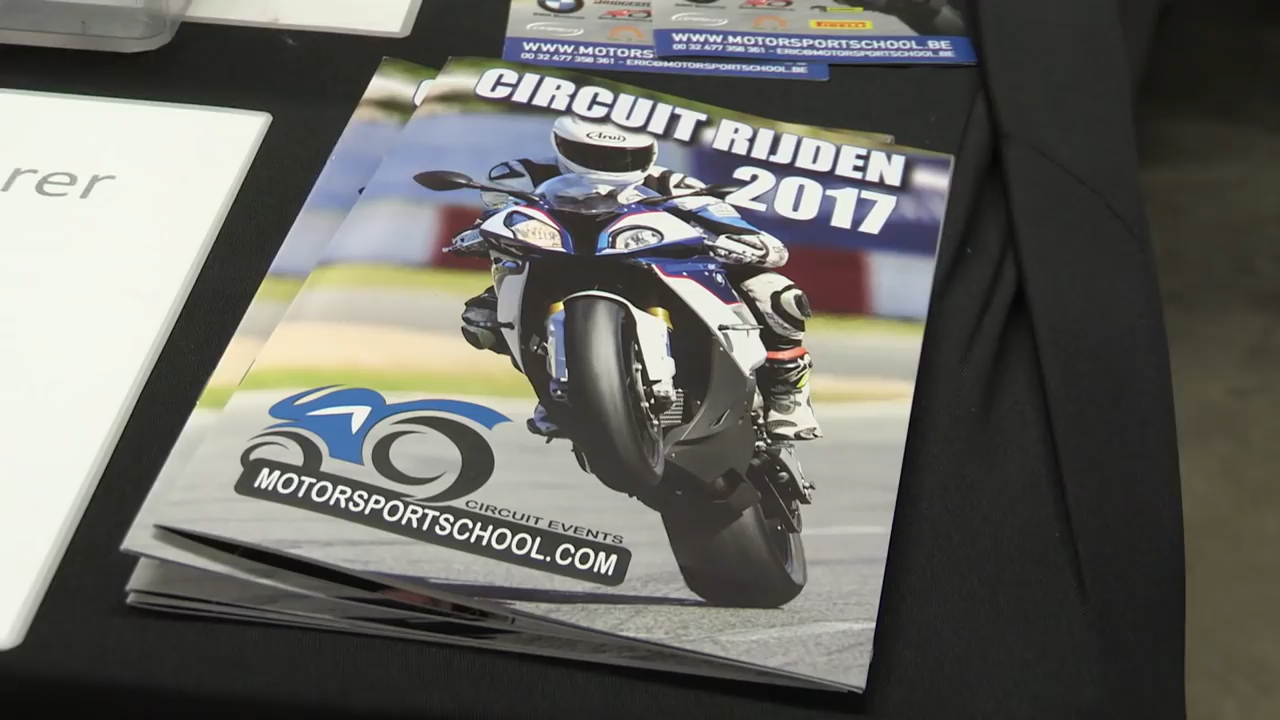 BRIDGESTONE
PIRELLI
WWW.MOTORS
00 32 477 358 361 - ERIC@MOTORSPORTSCHOOL.BE
WWW.MOTORSPORTSCHOOL.BE
00 32 477 358 361 - ERIC@MOTORSPORTSCHOOL.BE
rer
CIRCUIT RIJDEN
2017
Arai
CIRCUIT EVENTS
MOTORSPORTSCHOOL.COM